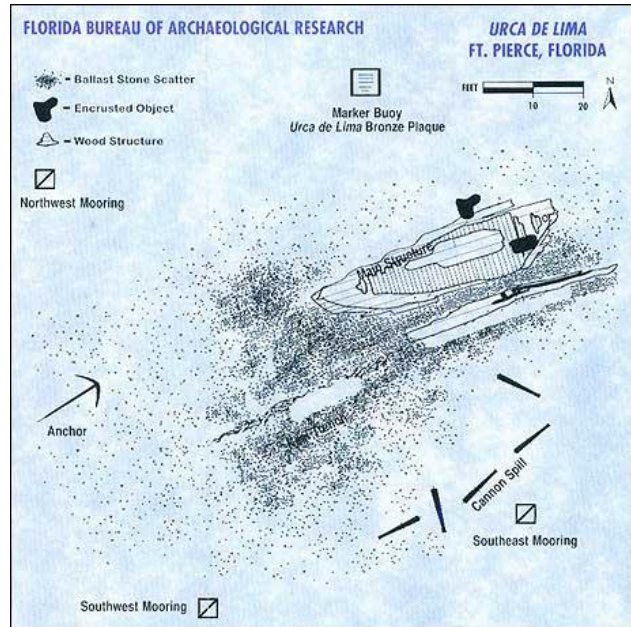 FLORIDA BUREAU OF ARCHAEOLOGICAL RESEARCH
URCA DE LIMA
FT. PIERCE, FLORIDA
- Ballast Stone Scatter
- Encrusted Object
- Wood Structure
FEET
10
20
N
Marker Buoy
Urca de Lima Bronze Plaque
Northwest Mooring
Main Structure
Anchor
Cannon Spill
Southeast Mooring
Southwest Mooring